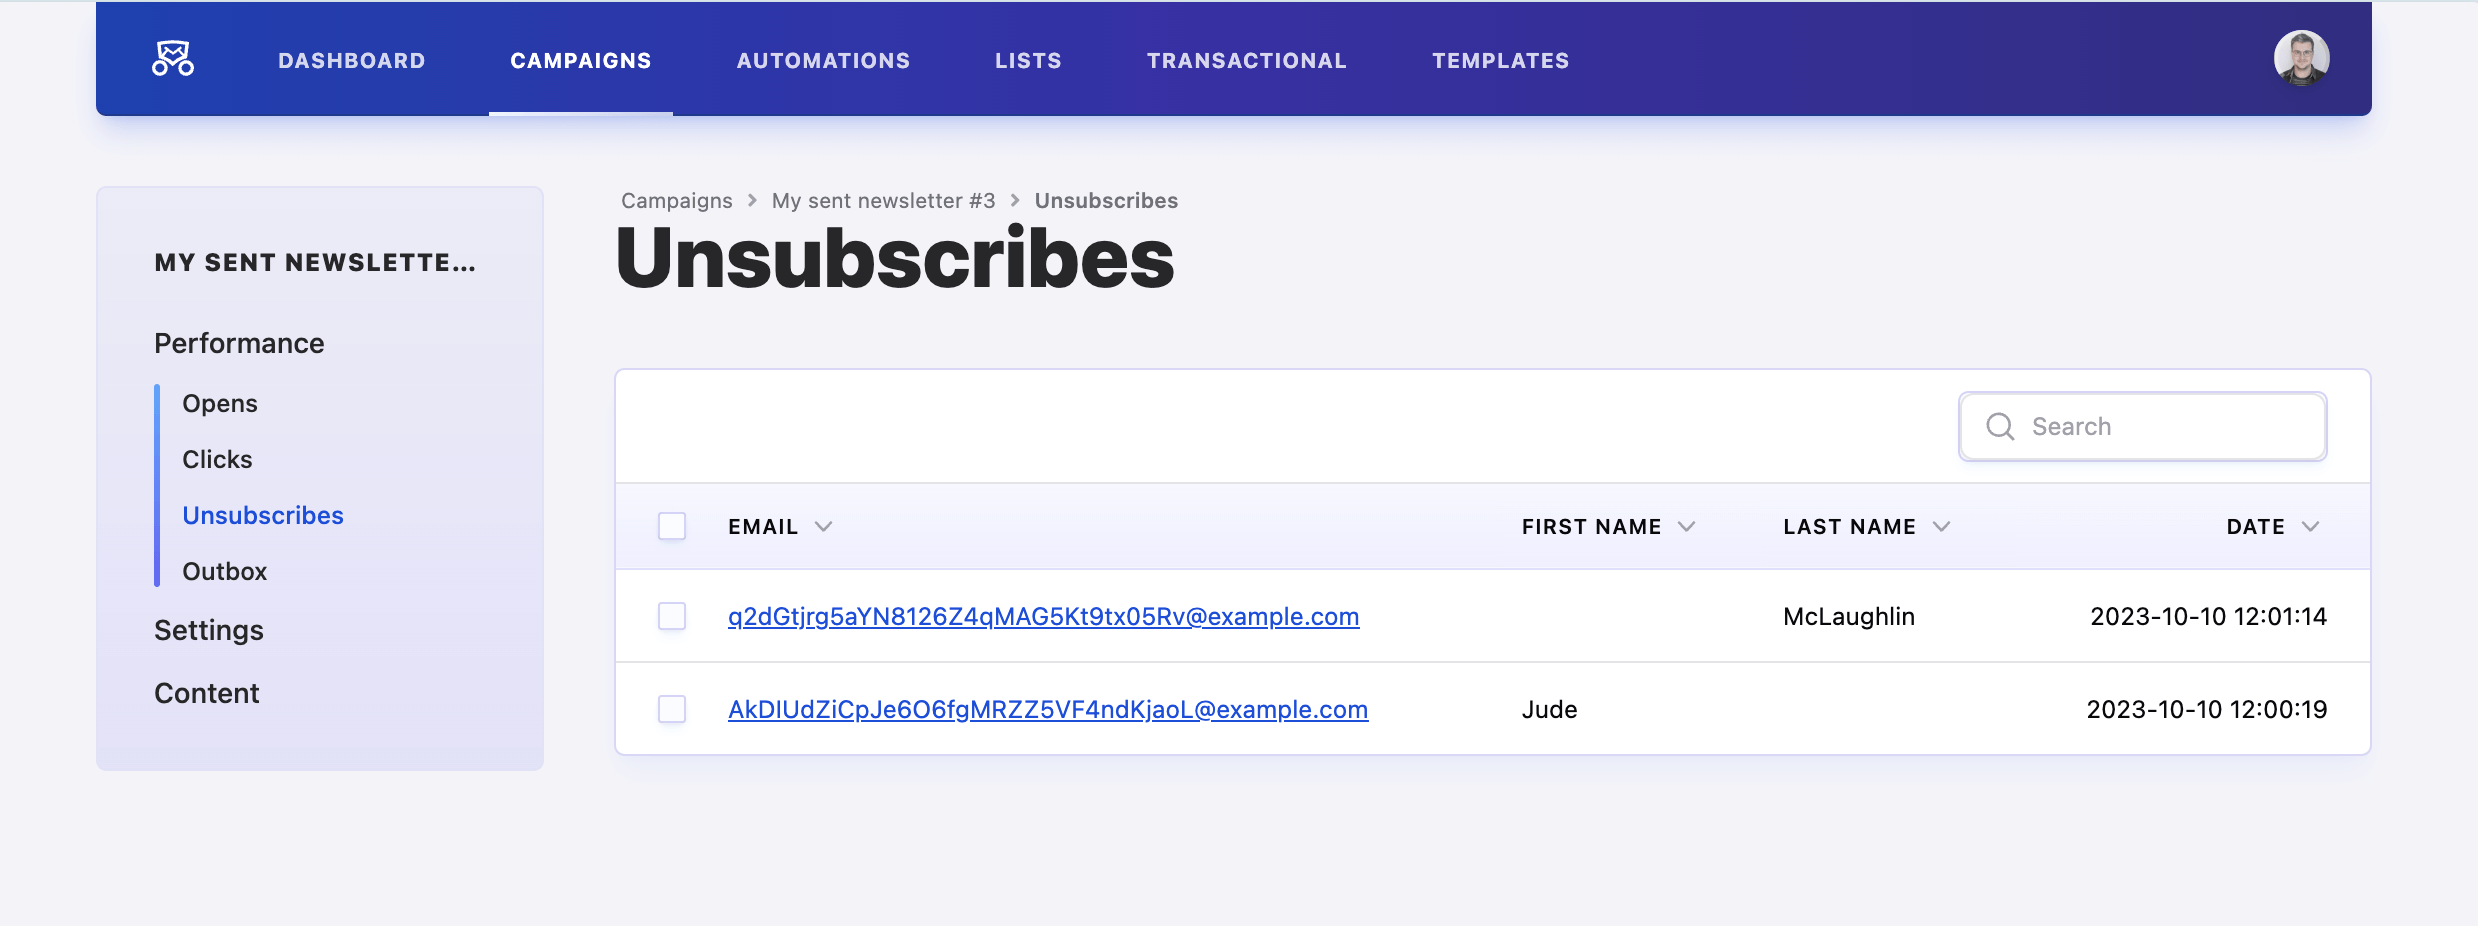 DASHBOARD CAMPAIGNS AUTOMATIONS LISTS TRANSACTIONAL TEMPLATES
MY SENT NEWSLETTE...
Performance
Opens
Clicks
Unsubscribes
Outbox
Settings
Content
Campaigns > My sent newsletter #3 > Unsubscribes
Unsubscribes
Search
EMAIL FIRST NAME LAST NAME DATE
q2dGtjrg5aYN8126Z4qMAG5Kt9tx05Rv@example.com McLaughlin 2023-10-10 12:01:14
AkDIUdZiCpJe6O6fgMRZZ5VF4ndKjaoL@example.com Jude 2023-10-10 12:00:19